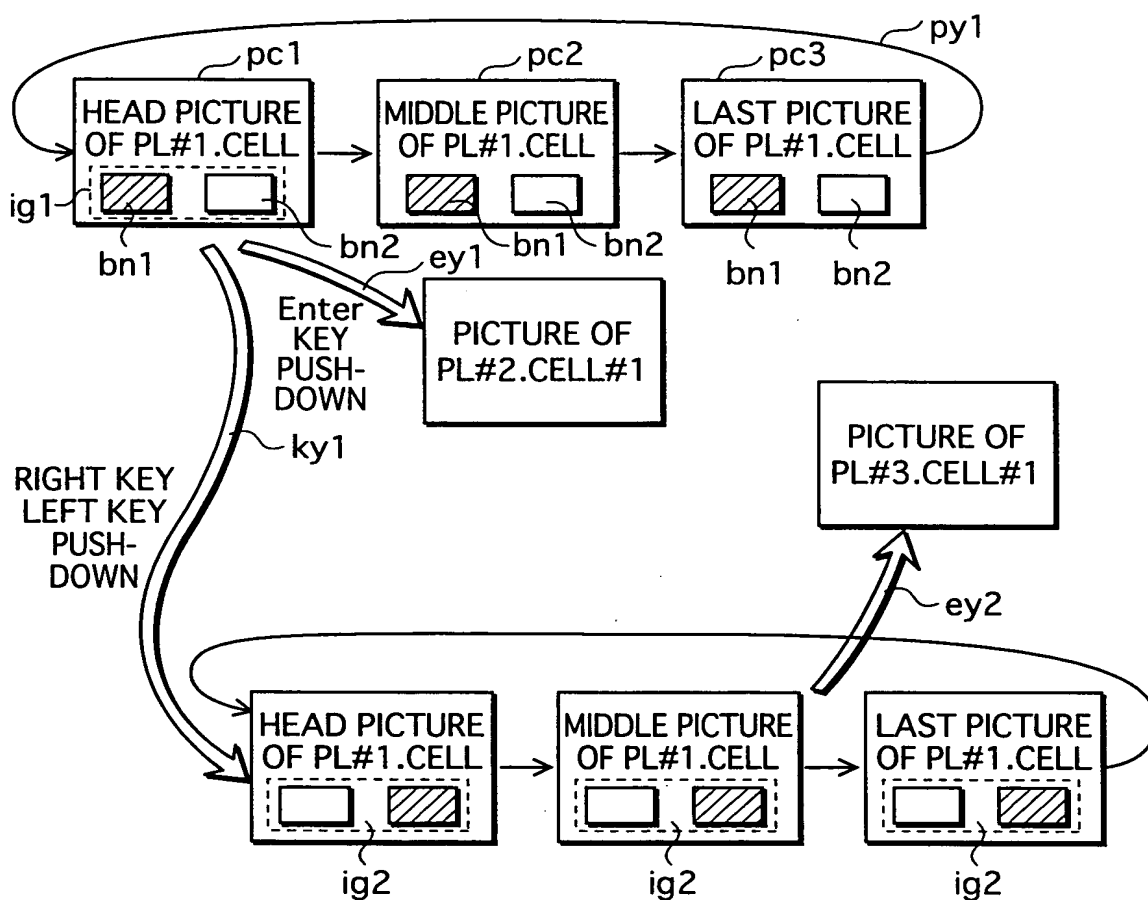 py1
pc1
pc2
pc3
HEAD PICTURE
OF PL#1.CELL
MIDDLE PICTURE
OF PL#1.CELL
LAST PICTURE
OF PL#1.CELL
ig1
bn1
bn2
bn1
bn2
bn1
bn2
ey1
Enter
KEY
PUSH-
DOWN
PICTURE OF
PL#2.CELL#1
ky1
RIGHT KEY
LEFT KEY
PUSH-
DOWN
PICTURE OF
PL#3.CELL#1
ey2
HEAD PICTURE
OF PL#1.CELL
MIDDLE PICTURE
OF PL#1.CELL
LAST PICTURE
OF PL#1.CELL
ig2
ig2
ig2